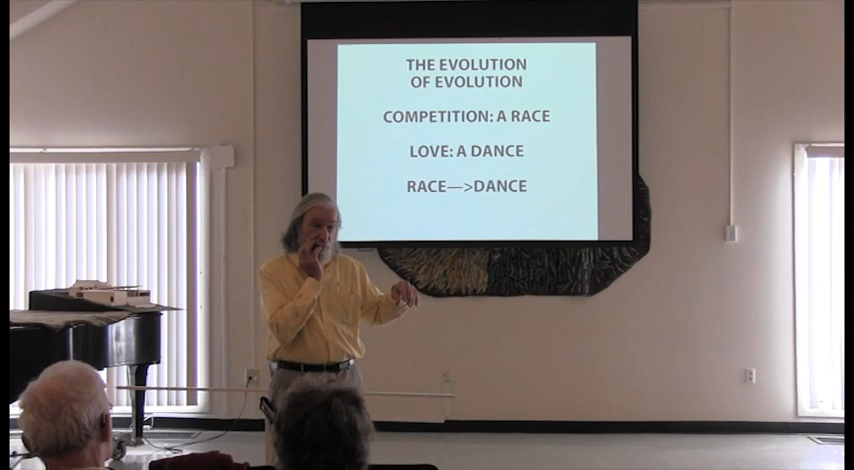 THE EVOLUTION
OF EVOLUTION
COMPETITION: A RACE
LOVE: A DANCE
RACE—>DANCE